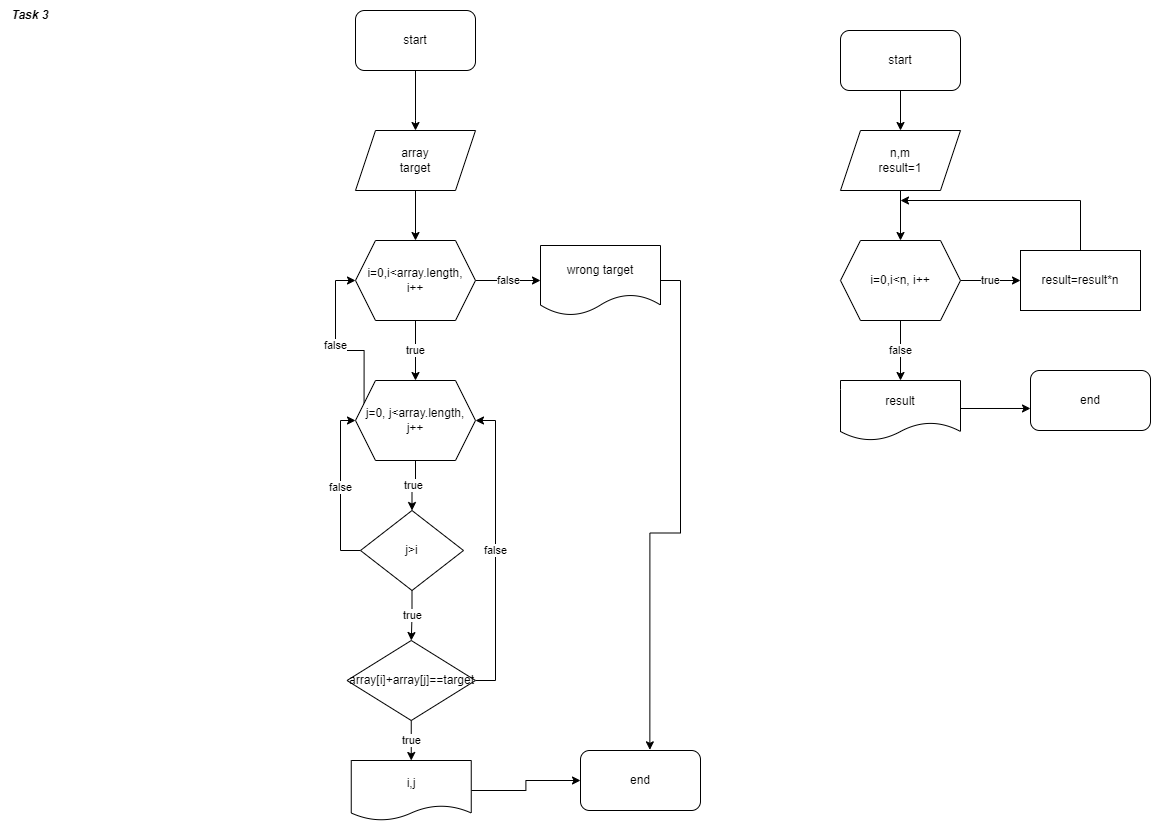 Task 3
start
array
target
i=0,i<array.length,
i++
false
wrong target
false
true
j=0, j<array.length,
j++
true
false
j>i
false
true
array[i]+array[j]==target
true
i,j
end
start
n,m
result=1
i=0,i<n, i++
true
result=result*n
false
result
end